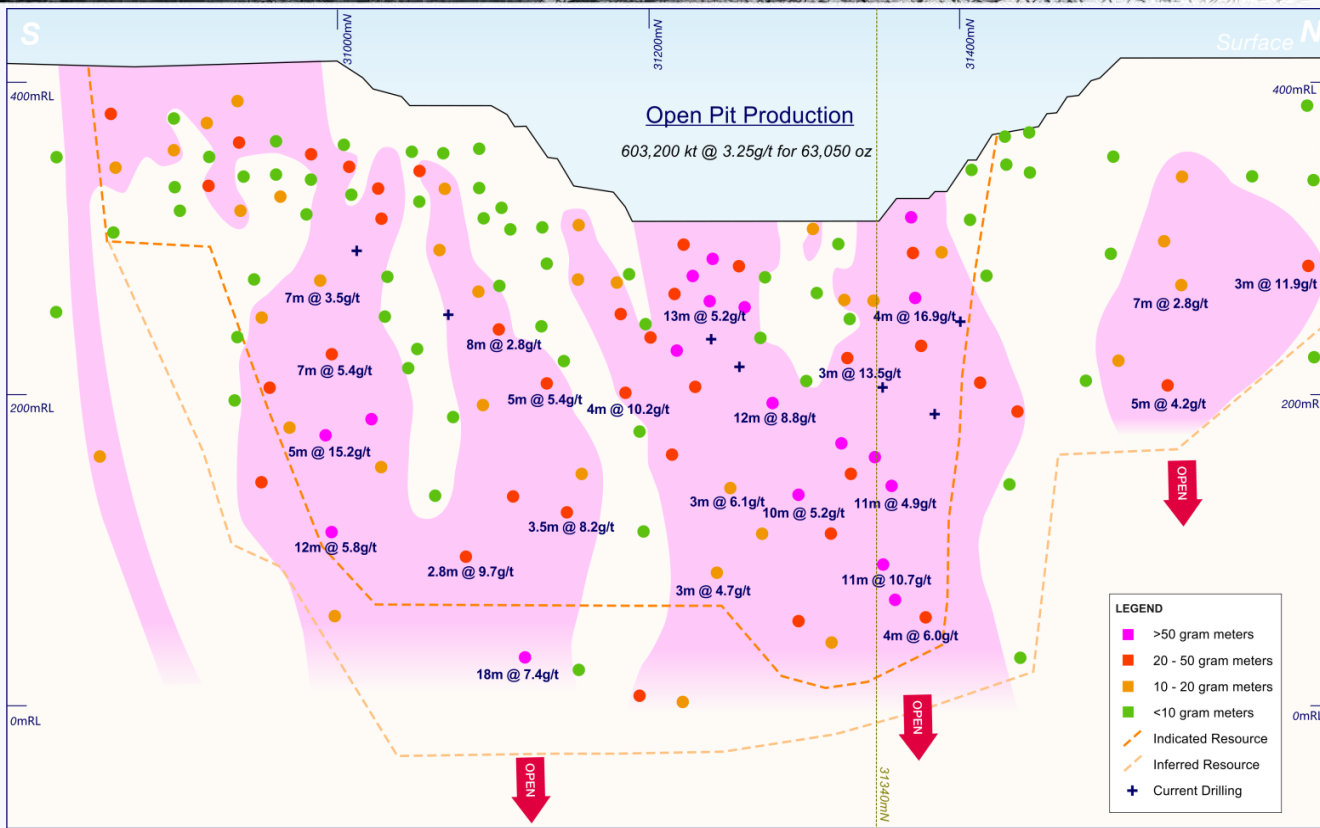 S
31000mN
31200mN
31400mN
Surface N
400mRL
400mRL
Open Pit Production
603,200 kt @ 3.25g/t for 63,050 oz
7m @ 3.5g/t
13m @ 5.2g/t
4m @ 16.9g/t
7m @ 2.8g/t
3m @ 11.9g/t
8m @ 2.8g/t
7m @ 5.4g/t
3m @ 13.5g/t
5m @ 5.4g/t
4m @ 10.2g/t
12m @ 8.8g/t
5m @ 4.2g/t
200mRL
200mRL
5m @ 15.2g/t
3m @ 6.1g/t
10m @ 5.2g/t
11m @ 4.9g/t
OPEN
3.5m @ 8.2g/t
12m @ 5.8g/t
2.8m @ 9.7g/t
3m @ 4.7g/t
11m @ 10.7g/t
4m @ 6.0g/t
18m @ 7.4g/t
0mRL
0mRL
OPEN
OPEN
31340mN
LEGEND
>50 gram meters
20 - 50 gram meters
10 - 20 gram meters
<10 gram meters
Indicated Resource
Inferred Resource
Current Drilling